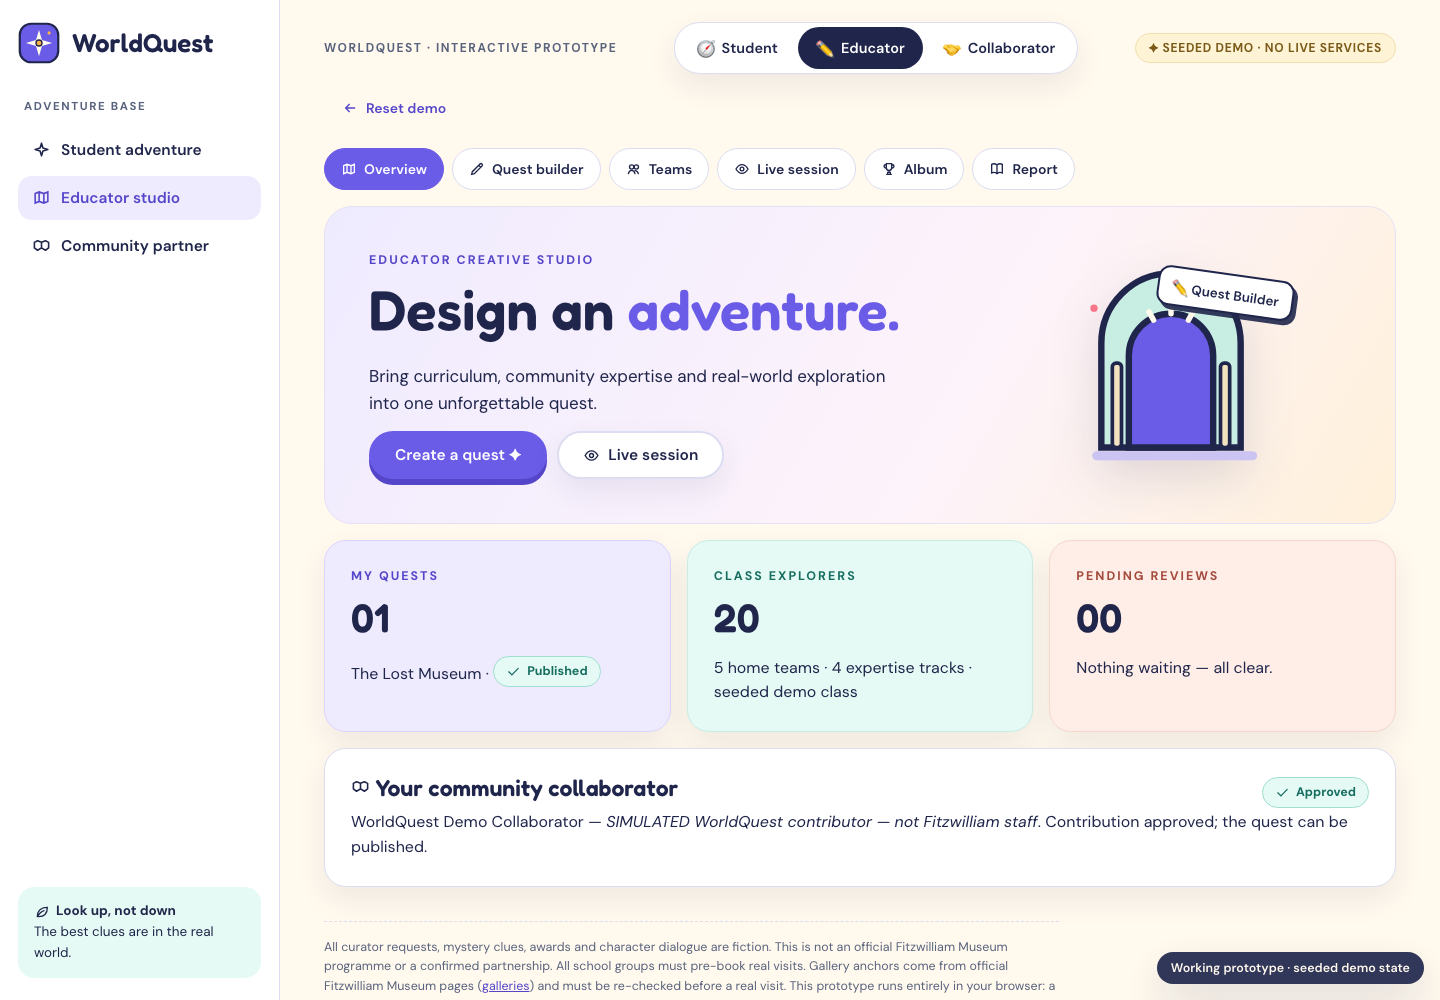 WorldQuest
WORLDQUEST · INTERACTIVE PROTOTYPE
Student
Educator
Collaborator
✦ SEEDED DEMO · NO LIVE SERVICES
ADVENTURE BASE
Student adventure
Educator studio
Community partner
← Reset demo
Overview
Quest builder
Teams
Live session
Album
Report
EDUCATOR CREATIVE STUDIO
Design an adventure.
Bring curriculum, community expertise and real-world exploration
into one unforgettable quest.
Create a quest ✦
Live session
Quest Builder
MY QUESTS
01
The Lost Museum · Published
CLASS EXPLORERS
20
5 home teams · 4 expertise tracks ·
seeded demo class
PENDING REVIEWS
00
Nothing waiting — all clear.
Your community collaborator
Approved
WorldQuest Demo Collaborator — SIMULATED WorldQuest contributor — not Fitzwilliam staff. Contribution approved; the quest can be
published.
Look up, not down
The best clues are in the real
world.
All curator requests, mystery clues, awards and character dialogue are fiction. This is not an official Fitzwilliam Museum
programme or a confirmed partnership. All school groups must pre-book real visits. Gallery anchors come from official
Fitzwilliam Museum pages (galleries) and must be re-checked before a real visit. This prototype runs entirely in your browser: a
Working prototype · seeded demo state